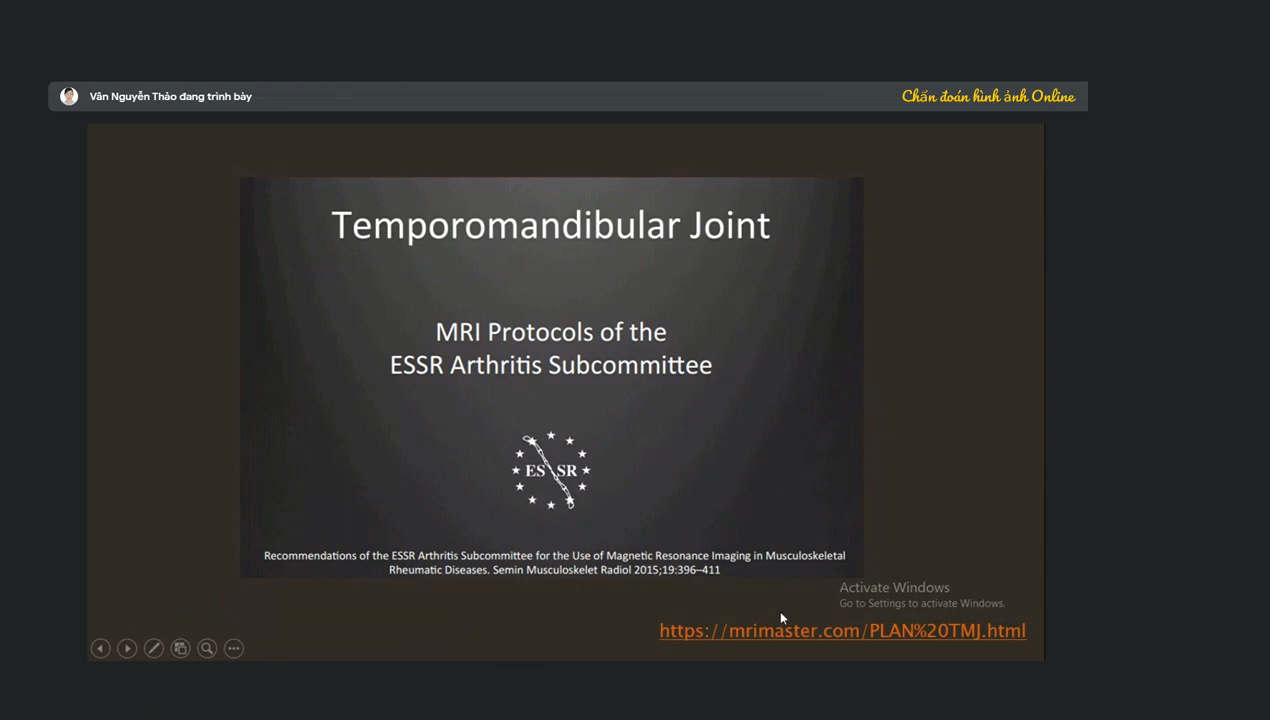 Vân Nguyễn Thảo đang trình bày
Chẩn đoán hình ảnh Online
Temporomandibular Joint
MRI Protocols of the
ESSR Arthritis Subcommittee
ES SR
Recommendations of the ESSR Arthritis Subcommittee for the Use of Magnetic Resonance Imaging in Musculoskeletal
Rheumatic Diseases. Semin Musculoskelet Radiol 2015;19:396–411
Activate Windows
Go to Settings to activate Windows.
https://mrimaster.com/PLAN%20TMJ.html